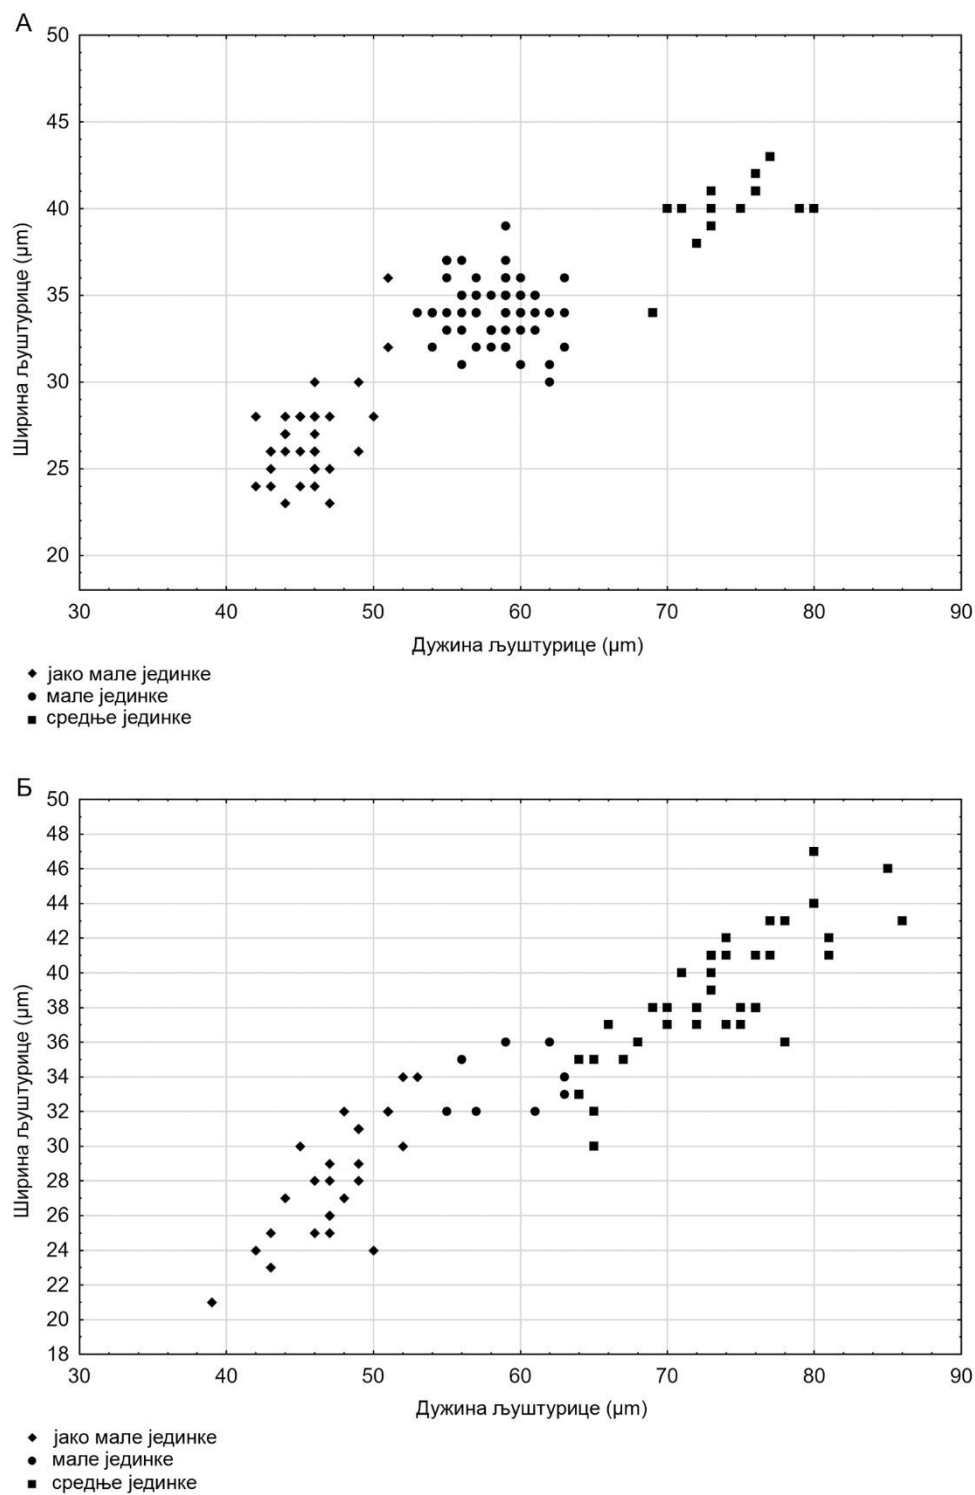 А
50
45
40
35
30
25
20
Ширина љуштурице (µm)
30 40 50 60 70 80 90
Дужина љуштурице (µm)
јако мале јединке
мале јединке
средње јединке
Б
50
48
46
44
42
40
38
36
34
32
30
28
26
24
22
20
18
Ширина љуштурице (µm)
30 40 50 60 70 80 90
Дужина љуштурице (µm)
јако мале јединке
мале јединке
средње јединке